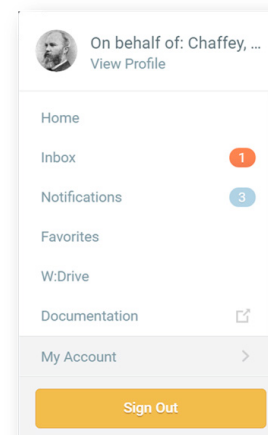 On behalf of: Chaffey, ...
View Profile
Home
Inbox 1
Notifications 3
Favorites
W:Drive
Documentation
My Account
Sign Out